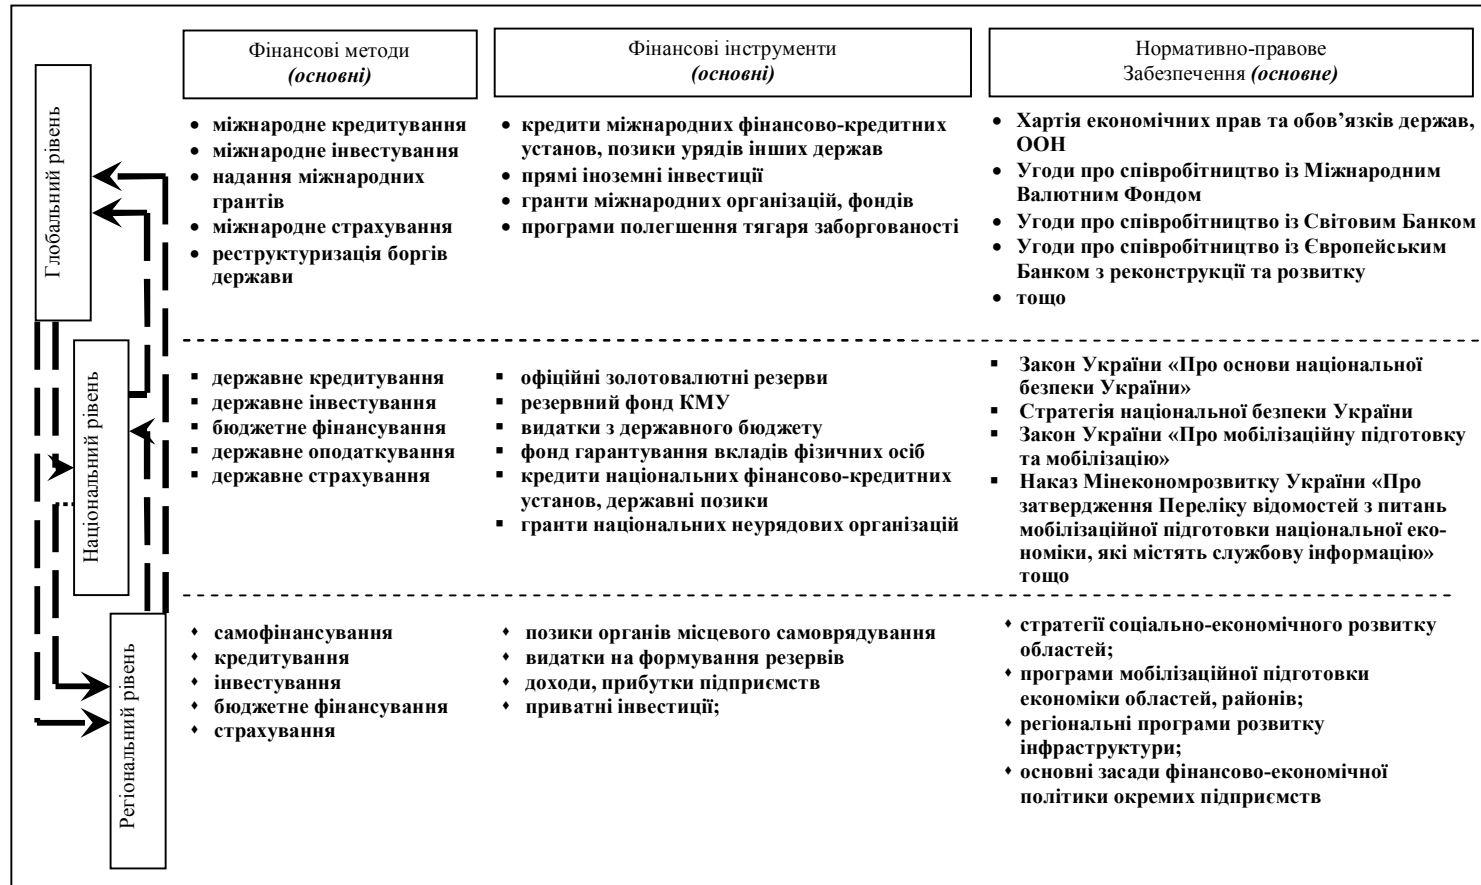 Фінансові методи
(основні)
Фінансові інструменти
(основні)
Нормативно-правове
Забезпечення (основне)
Глобальний рівень
• міжнародне кредитування
• міжнародне інвестування
• надання міжнародних
грантів
• міжнародне страхування
• реструктуризація боргів
держави
• кредити міжнародних фінансово-кредитних
установ, позики урядів інших держав
• прямі іноземні інвестиції
• гранти міжнародних організацій, фондів
• програми полегшення тягаря заборгованості
• Хартія економічних прав та обов’язків держав,
ООН
• Угоди про співробітництво із Міжнародним
Валютним Фондом
• Угоди про співробітництво із Світовим Банком
• Угоди про співробітництво із Європейським
Банком з реконструкції та розвитку
• тощо
Національний рівень
▪ державне кредитування
▪ державне інвестування
▪ бюджетне фінансування
▪ державне оподаткування
▪ державне страхування
▪ офіційні золотовалютні резерви
▪ резервний фонд КМУ
▪ видатки з державного бюджету
▪ фонд гарантування вкладів фізичних осіб
▪ кредити національних фінансово-кредитних
установ, державні позики
▪ гранти національних неурядових організацій
▪ Закон України «Про основи національної
безпеки України»
▪ Стратегія національної безпеки України
▪ Закон України «Про мобілізаційну підготовку
та мобілізацію»
▪ Наказ Мінекономрозвитку України «Про
затвердження Переліку відомостей з питань
мобілізаційної підготовки національної еко-
номіки, які містять службову інформацію»
тощо
Регіональний рівень
⬧ самофінансування
⬧ кредитування
⬧ інвестування
⬧ бюджетне фінансування
⬧ страхування
⬧ позики органів місцевого самоврядування
⬧ видатки на формування резервів
⬧ доходи, прибутки підприємств
⬧ приватні інвестиції;
⬧ стратегії соціально-економічного розвитку
областей;
⬧ програми мобілізаційної підготовки
економіки областей, районів;
⬧ регіональні програми розвитку
інфраструктури;
⬧ основні засади фінансово-економічної
політики окремих підприємств